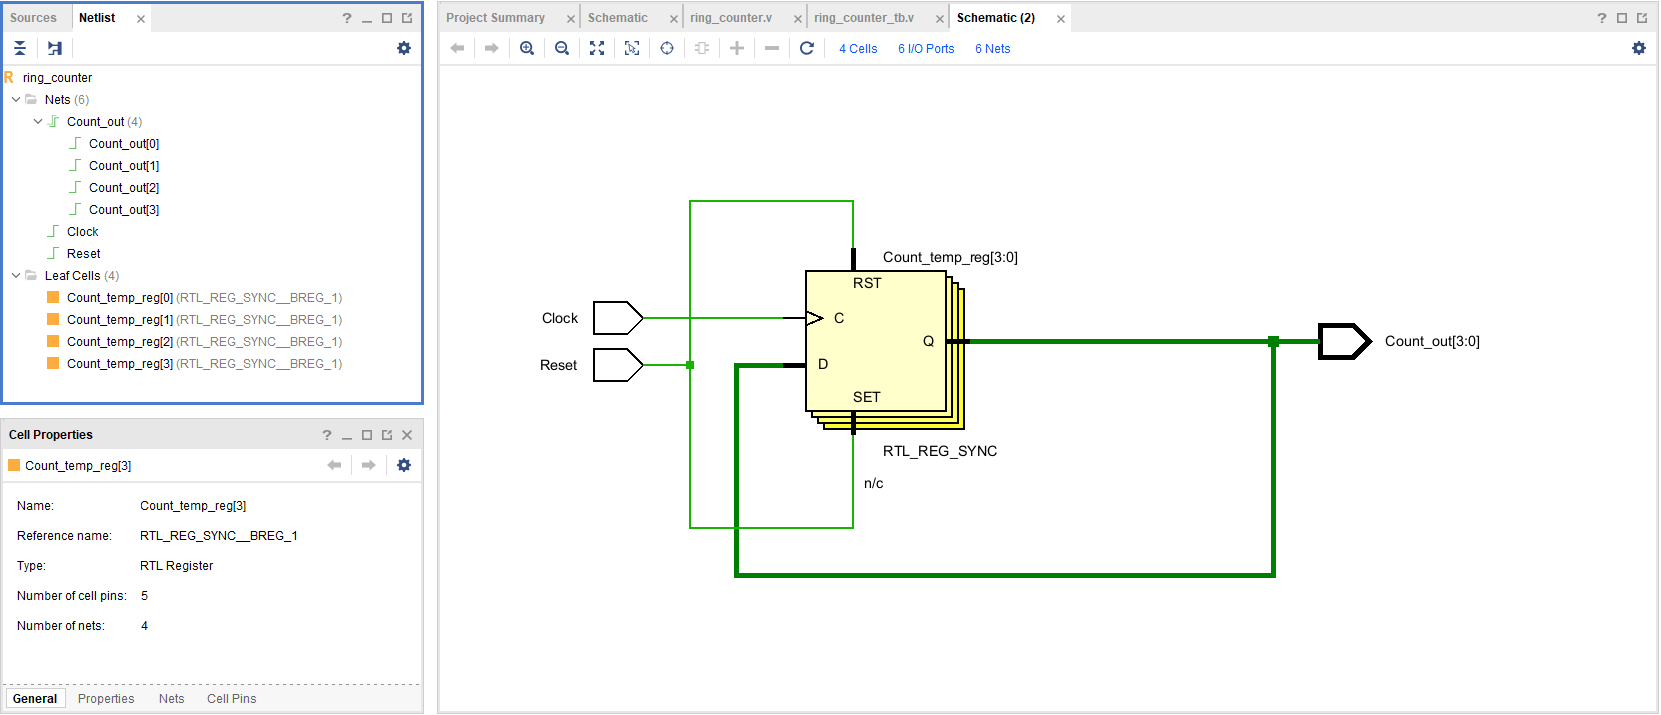 Sources
Netlist
ring_counter
Nets (6)
Count_out (4)
Count_out[0]
Count_out[1]
Count_out[2]
Count_out[3]
Clock
Reset
Leaf Cells (4)
Count_temp_reg[0] (RTL_REG_SYNC__BREG_1)
Count_temp_reg[1] (RTL_REG_SYNC__BREG_1)
Count_temp_reg[2] (RTL_REG_SYNC__BREG_1)
Count_temp_reg[3] (RTL_REG_SYNC__BREG_1)
Cell Properties
Count_temp_reg[3]
Name: Count_temp_reg[3]
Reference name: RTL_REG_SYNC__BREG_1
Type: RTL Register
Number of cell pins: 5
Number of nets: 4
General Properties Nets Cell Pins
Project Summary
Schematic
ring_counter.v
ring_counter_tb.v
Schematic (2)
4 Cells 6 I/O Ports 6 Nets
Count_temp_reg[3:0]
RST
Clock
C
Q
Count_out[3:0]
Reset
D
SET
RTL_REG_SYNC
n/c